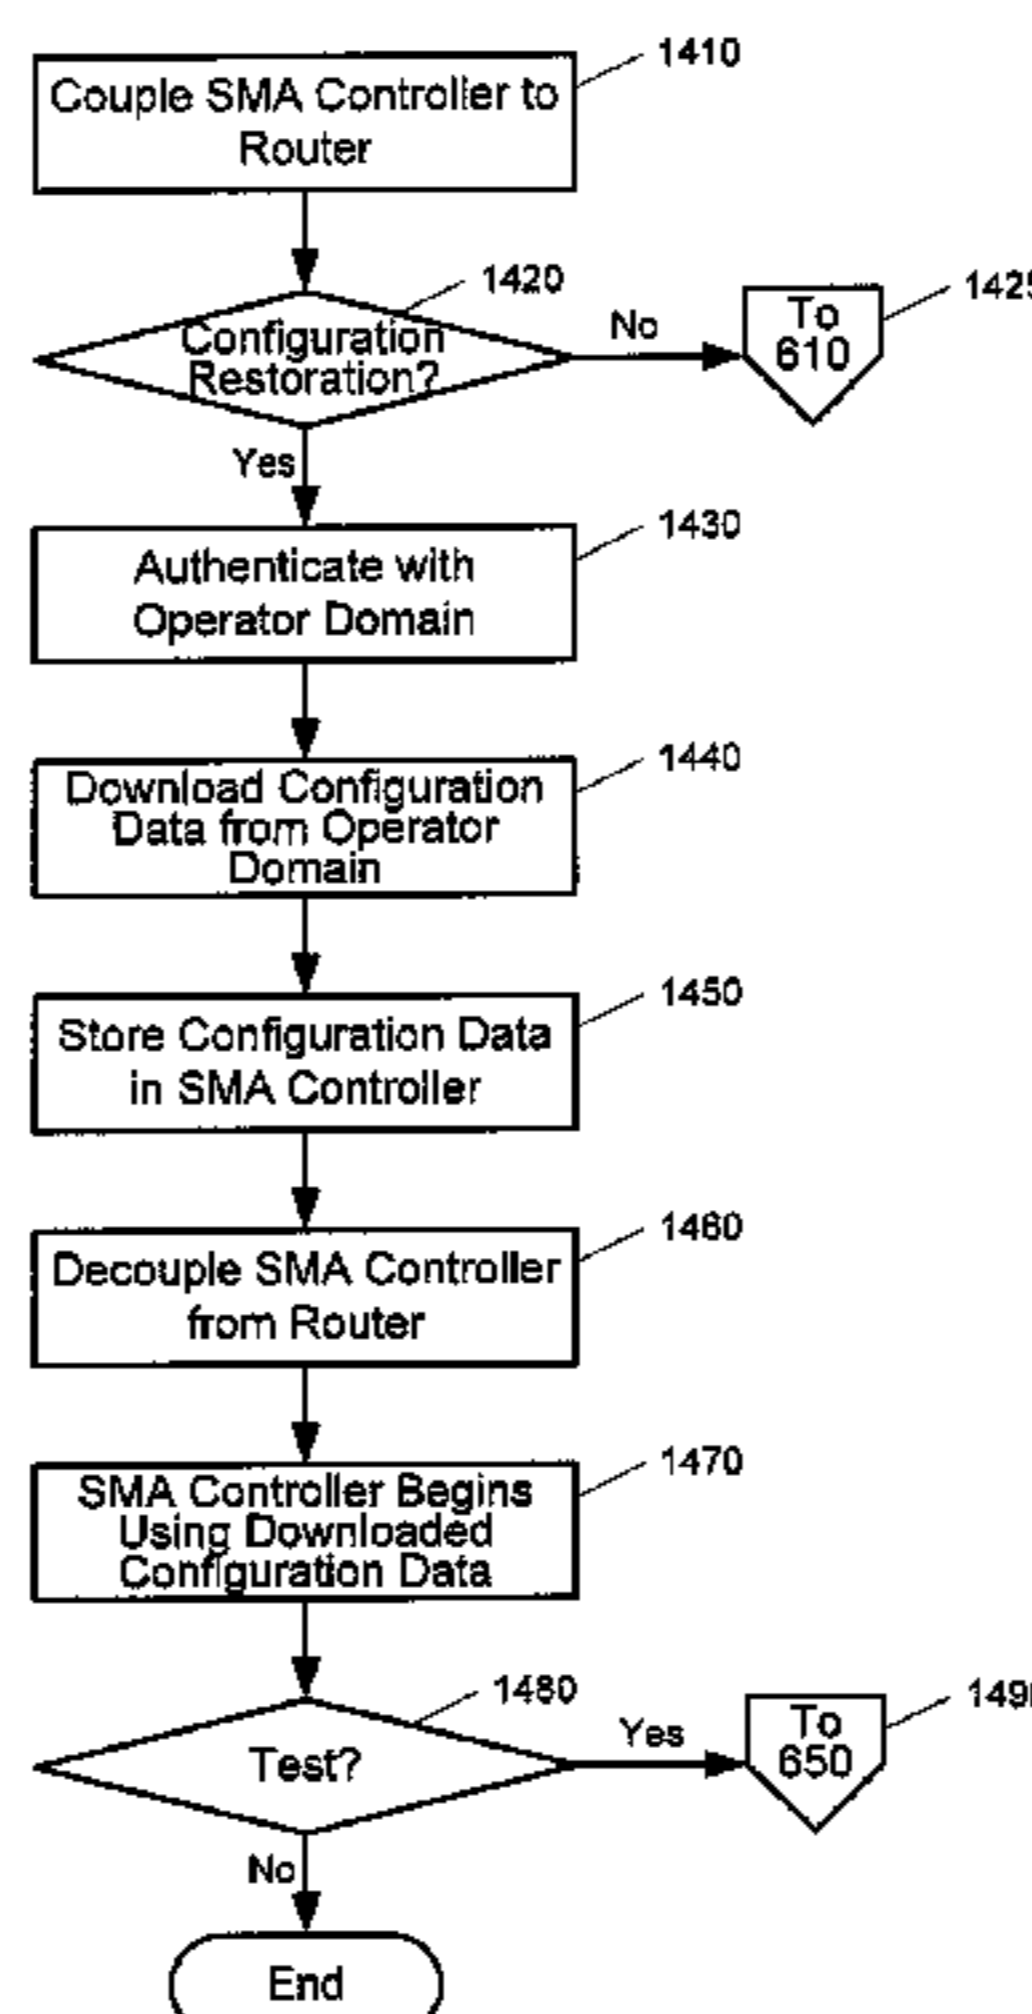 1410
Couple SMA Controller to
Router
1420
Configuration
Restoration?
No
To
610
Yes
1430
Authenticate with
Operator Domain
1440
Download Configuration
Data from Operator
Domain
1450
Store Configuration Data
in SMA Controller
1460
Decouple SMA Controller
from Router
1470
SMA Controller Begins
Using Downloaded
Configuration Data
1480
Test?
Yes
To
650
No
End